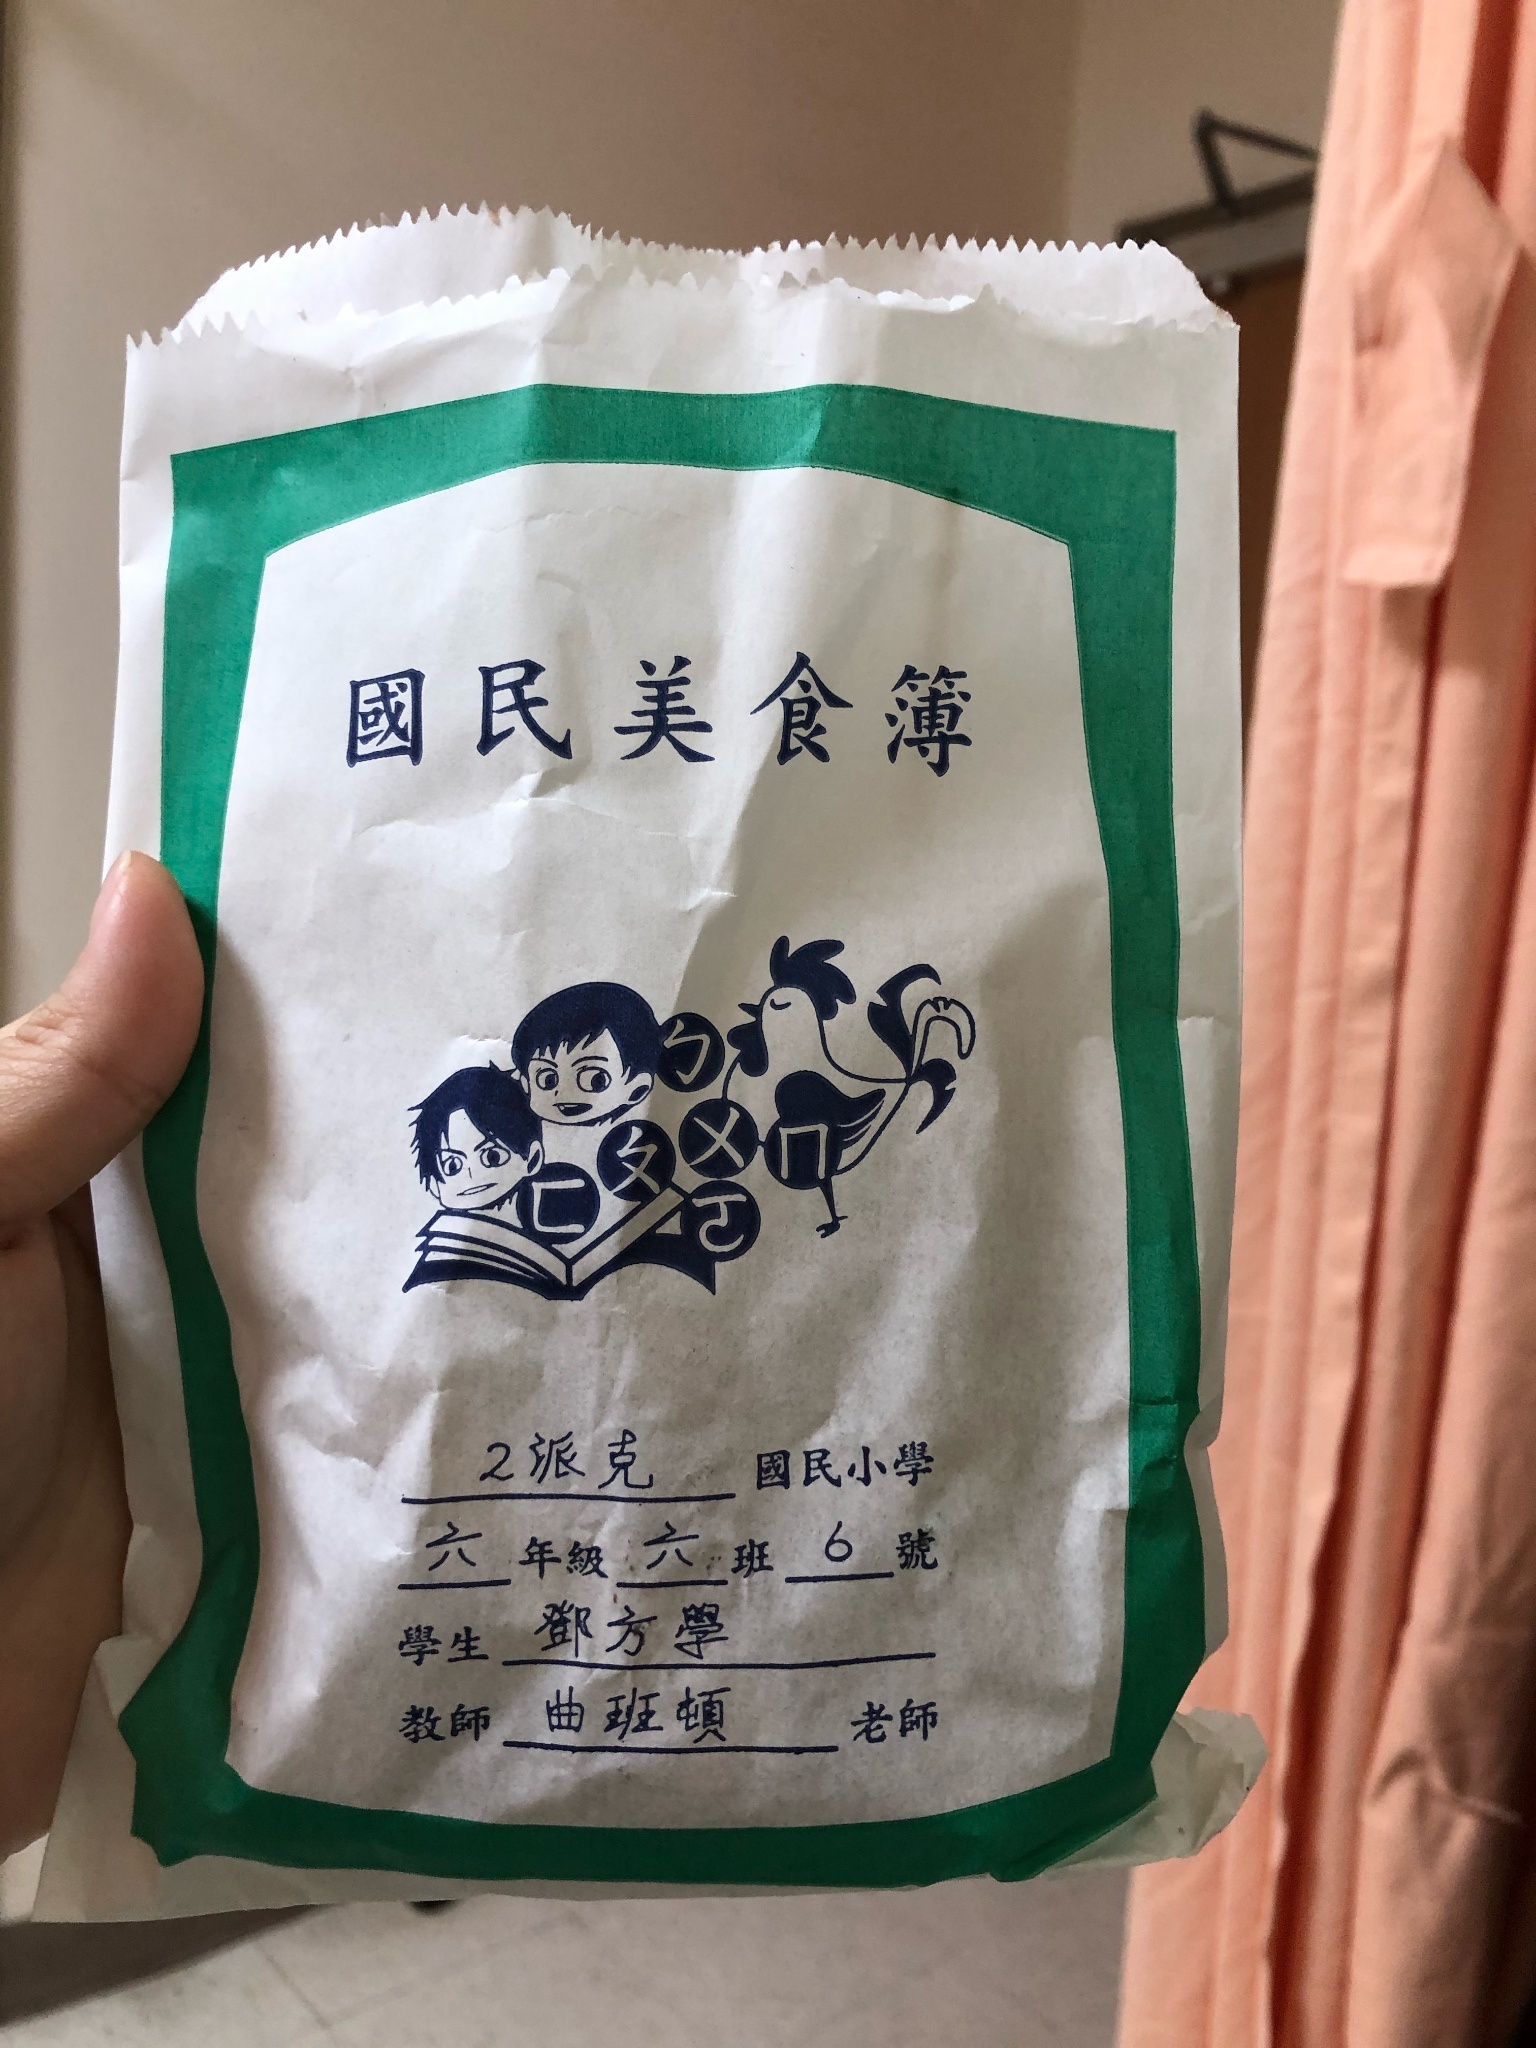 國民美食簿
ㄅ
ㄈㄆㄨㄇ
ㄛ
2派克 國民小學
六 年級 六 班 6 號
學生 鄧方學
教師 曲班頓 老師